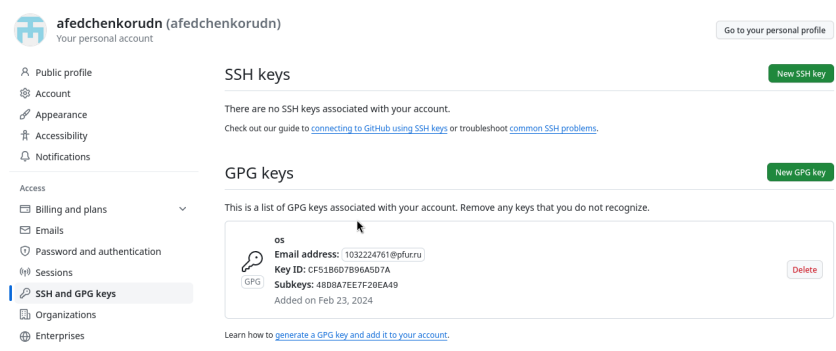 afedchenkorudn (afedchenkorudn)
Your personal account
Go to your personal profile
Public profile
Account
Appearance
Accessibility
Notifications
Access
Billing and plans
Emails
Password and authentication
Sessions
SSH and GPG keys
Organizations
Enterprises
SSH keys
New SSH key
There are no SSH keys associated with your account.
Check out our guide to connecting to GitHub using SSH keys or troubleshoot common SSH problems.
GPG keys
New GPG key
This is a list of GPG keys associated with your account. Remove any keys that you do not recognize.
os
Email address: 1032224761@pfur.ru
Key ID: CF51B6D7B96A5D7A
Subkeys: 48D8A7EE7F20EA49
Added on Feb 23, 2024
GPG
Delete
Learn how to generate a GPG key and add it to your account.